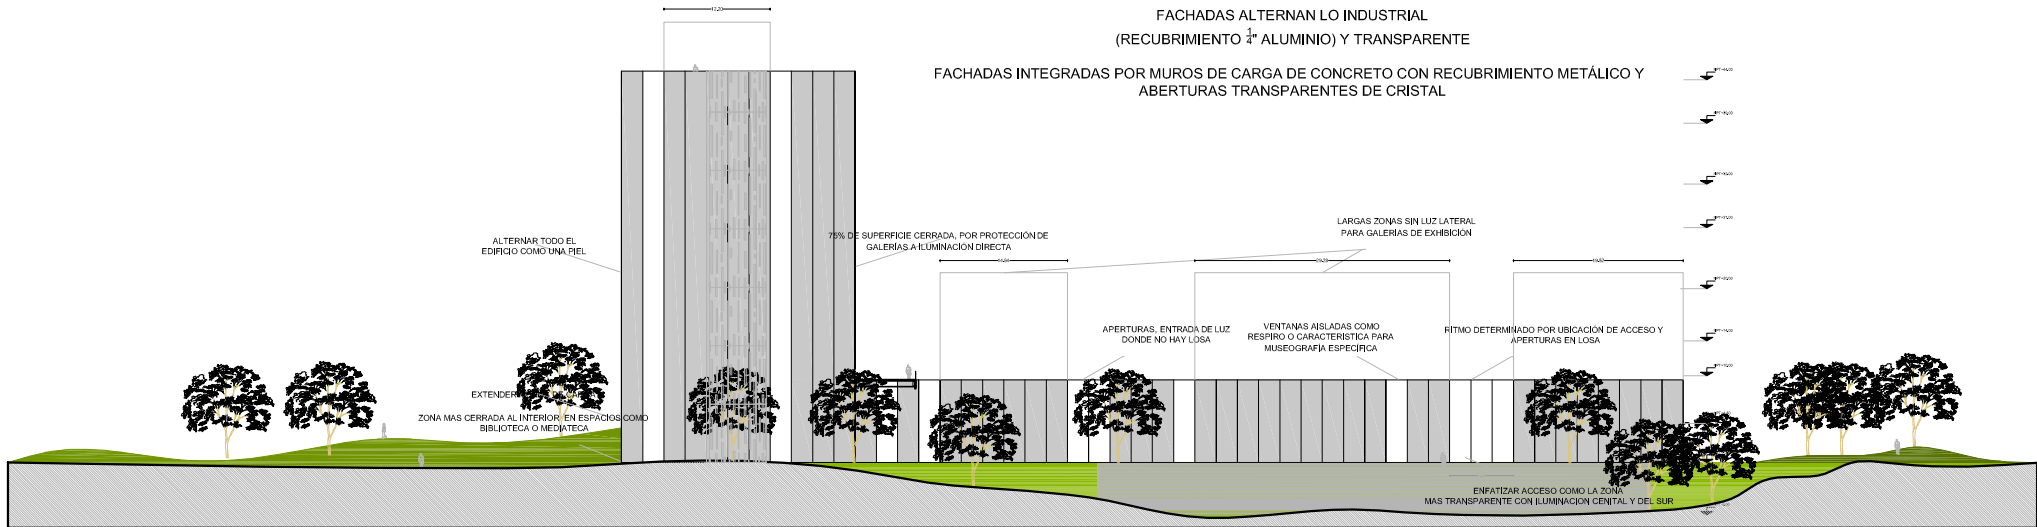 FACHADAS ALTERNAN LO INDUSTRIAL
(RECUBRIMIENTO 1/4" ALUMINIO) Y TRANSPARENTE
FACHADAS INTEGRADAS POR MUROS DE CARGA DE CONCRETO CON RECUBRIMIENTO METÁLICO Y
ABERTURAS TRANSPARENTES DE CRISTAL
ALTERNAR TODO EL
EDIFICIO COMO UNA PIEL
75% DE SUPERFICIE CERRADA, POR PROTECCIÓN DE
GALERÍAS A ILUMINACIÓN DIRECTA
LARGAS ZONAS SIN LUZ LATERAL
PARA GALERÍAS DE EXHIBICIÓN
APERTURAS, ENTRADA DE LUZ
DONDE NO HAY LOSA
VENTANAS AISLADAS COMO
RESPIRO O CARACTERÍSTICA PARA
MUSEOGRAFÍA ESPECÍFICA
RITMO DETERMINADO POR UBICACIÓN DE ACCESO Y
APERTURAS EN LOSA
EXTENDER
ZONA MAS CERRADA AL INTERIOR, EN ESPACIOS COMO
BIBLIOTECA O MEDIATECA
ENFATIZAR ACCESO COMO LA ZONA
MAS TRANSPARENTE CON ILUMINACION CENITAL Y DEL SUR